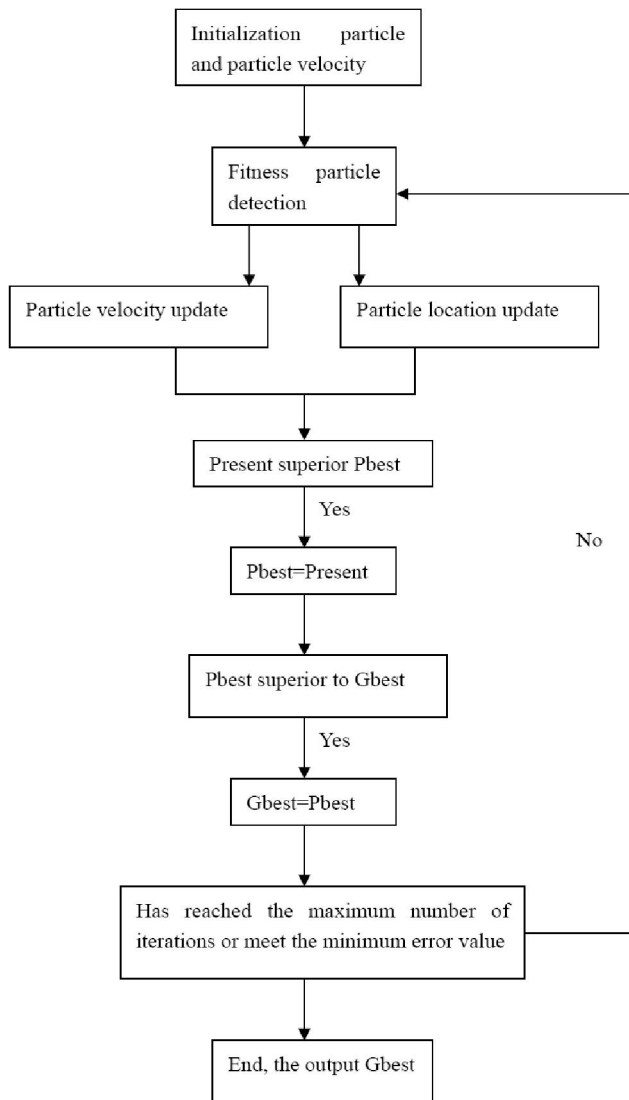 Initialization particle
and particle velocity
Fitness particle
detection
Particle velocity update
Particle location update
Present superior Pbest
Yes
No
Pbest=Present
Pbest superior to Gbest
Yes
Gbest=Pbest
Has reached the maximum number of
iterations or meet the minimum error value
End, the output Gbest